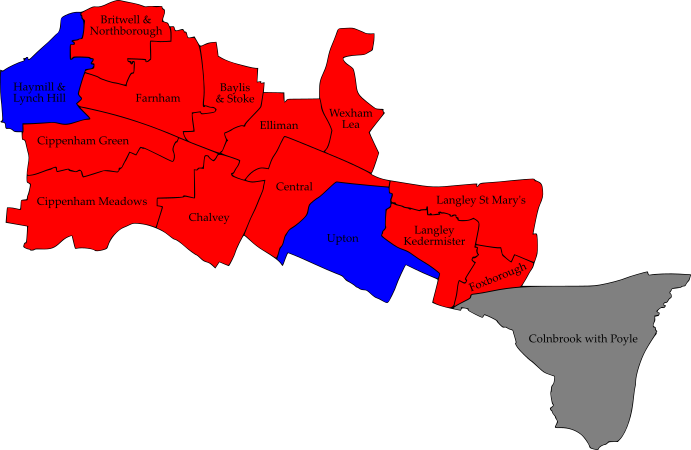 Britwell &
Northborough
Haymill &
Lynch Hill
Farnham
Baylis
& Stoke
Wexham
Lea
Elliman
Cippenham Green
Central
Cippenham Meadows
Chalvey
Langley St Mary's
Upton
Langley
Kedermister
Foxborough
Colnbrook with Poyle